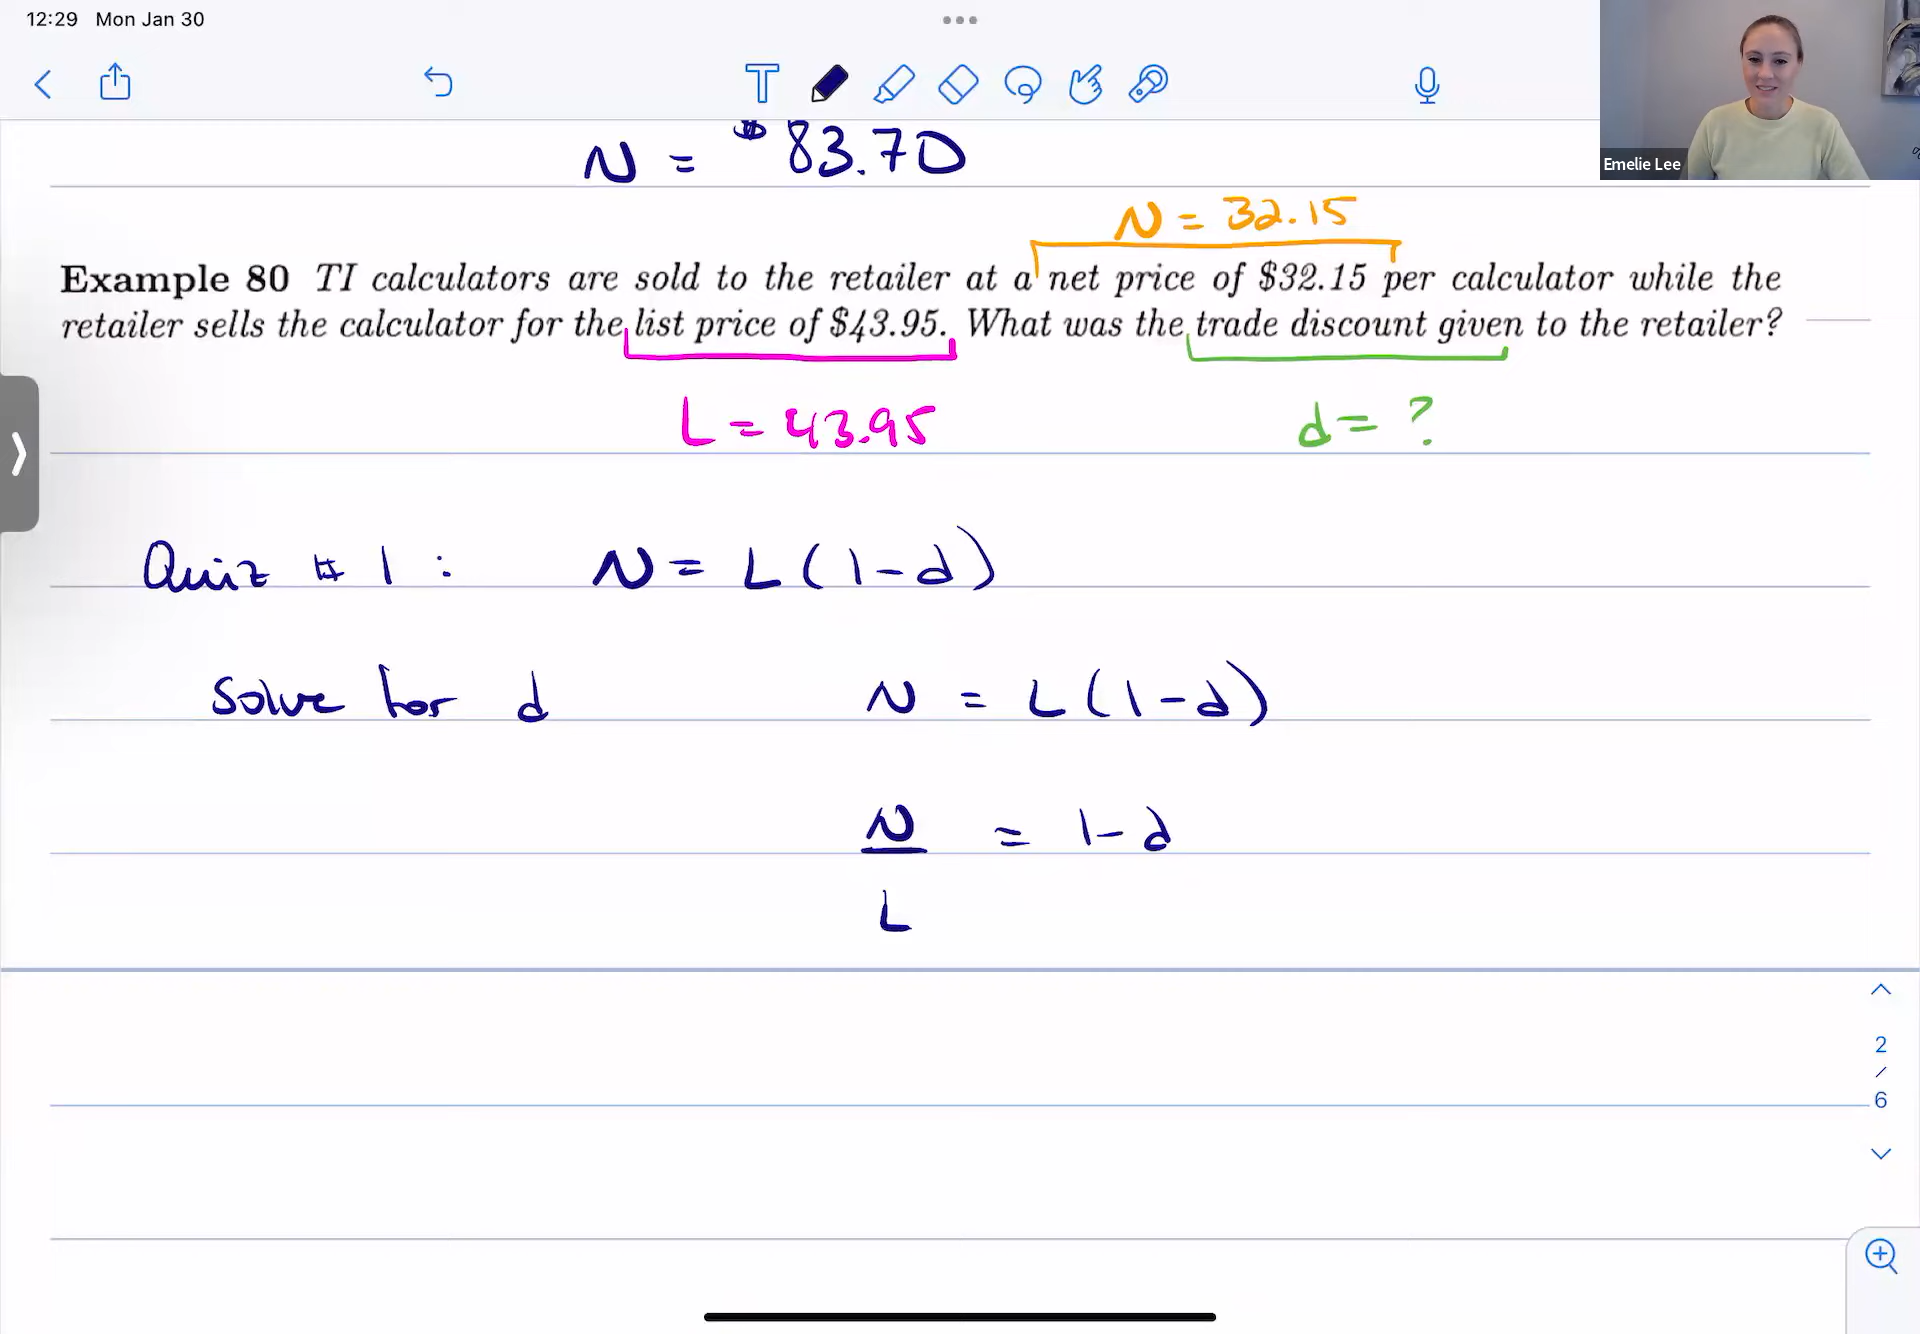 12:29 Mon Jan 30
T
Emelie Lee
N = $83.70
N = 32.15
Example 80 TI calculators are sold to the retailer at a net price of $32.15 per calculator while the
retailer sells the calculator for the list price of $43.95. What was the trade discount given to the retailer?
L = 43.95
d = ?
Quiz # 1 : N = L(1-d)
Solve for d N = L(1-d)
N = 1-d
L
2
/
6